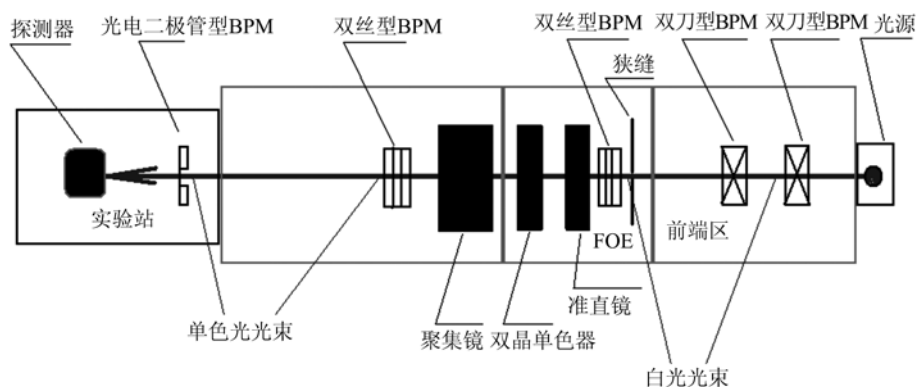 探测器
光电二极管型BPM
双丝型BPM
双丝型BPM
双刀型BPM
双刀型BPM
光源
狭缝
实验站
FOE
前端区
单色光光束
聚集镜
双晶单色器
准直镜
白光光束